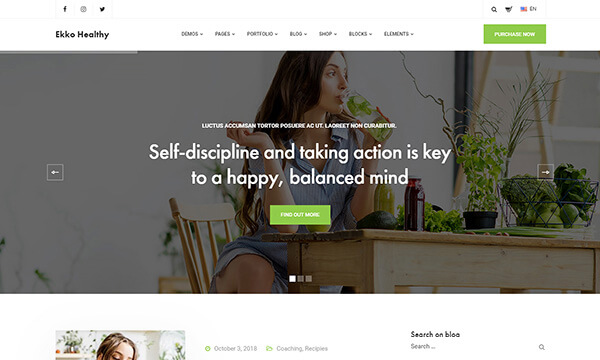 EN
Ekko Healthy
DEMOS PAGES PORTFOLIO BLOG SHOP BLOCKS ELEMENTS
PURCHASE NOW
LUCTUS ACCUMSAN TORTOR POSUERE AC UT. LAOREET NON CURABITUR.
Self-discipline and taking action is key
to a happy, balanced mind
FIND OUT MORE
October 3, 2018 Coaching, Recipies
Search on blog
Search ...